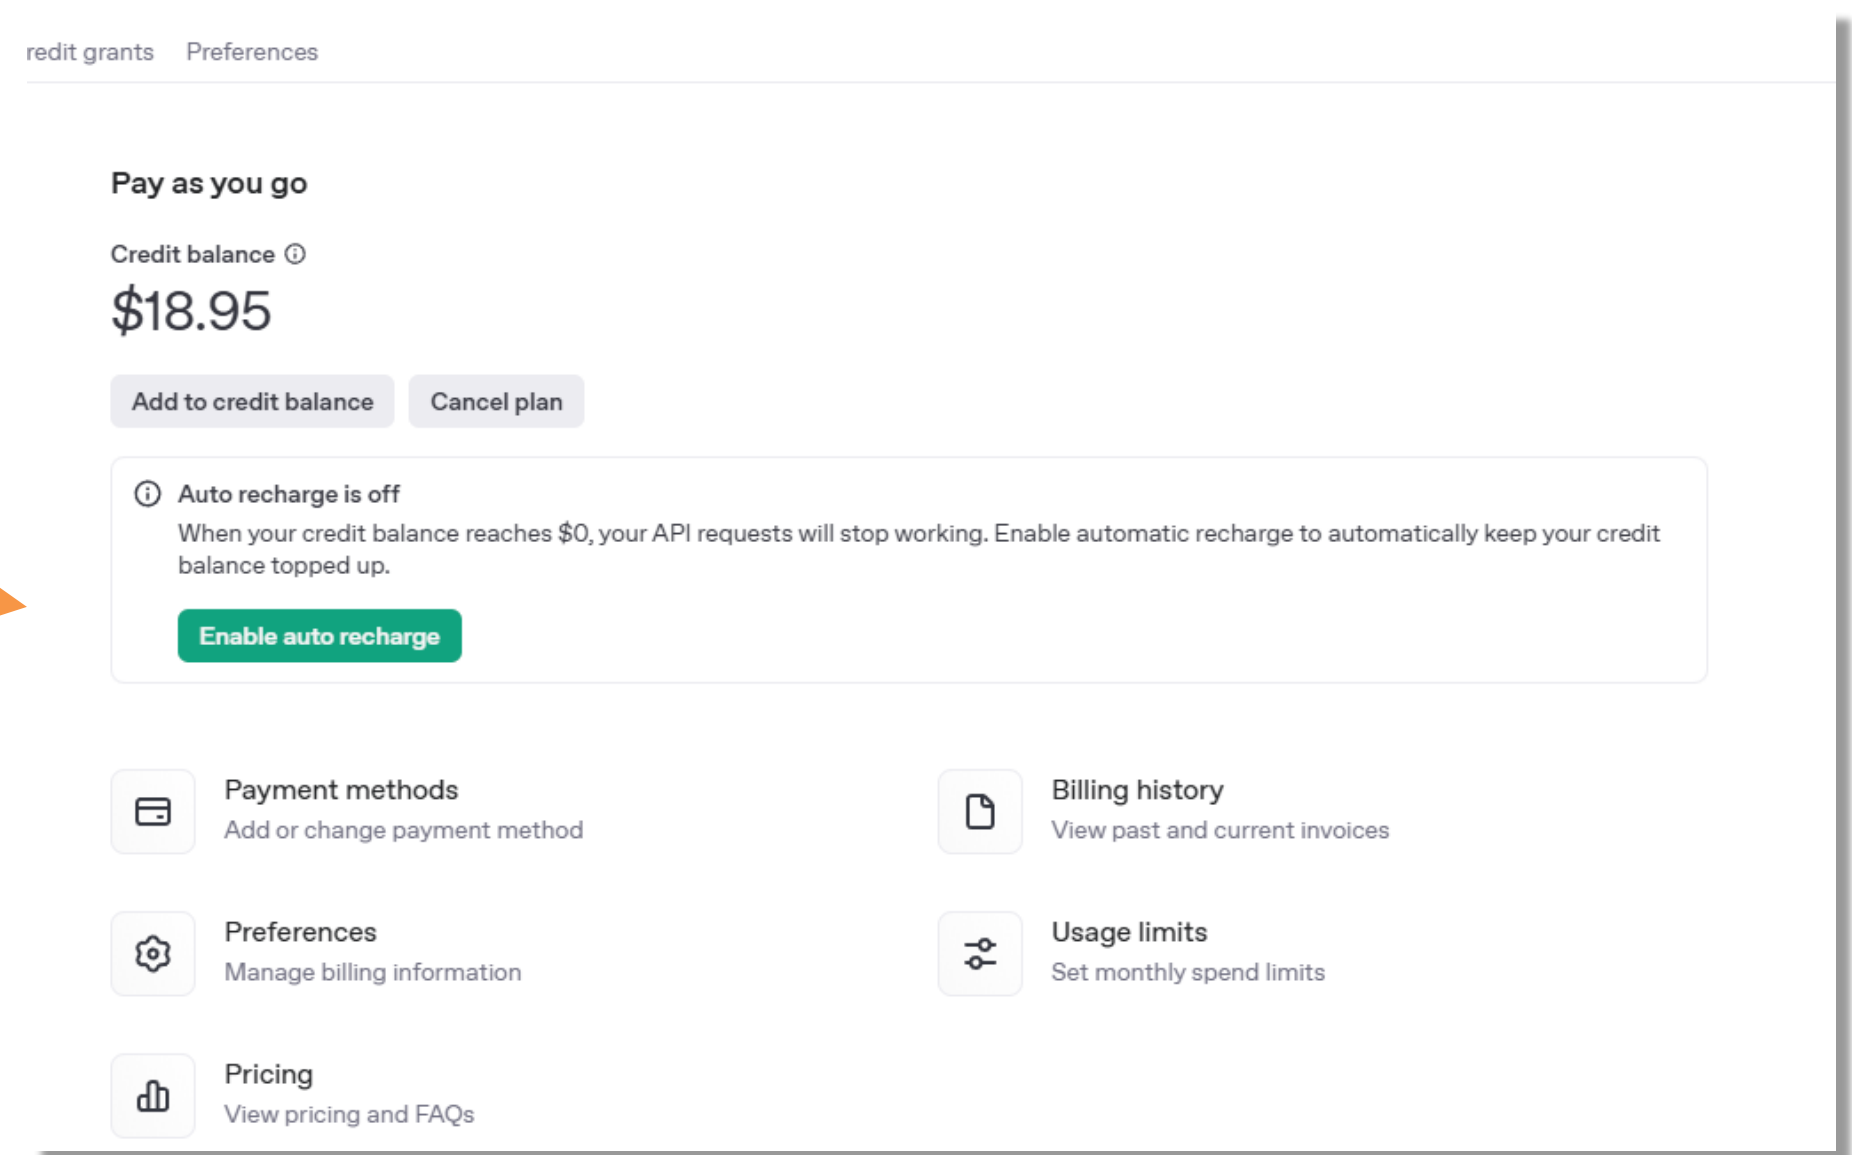 redit grants Preferences
Pay as you go
Credit balance
$18.95
Add to credit balance Cancel plan
Auto recharge is off
When your credit balance reaches $0, your API requests will stop working. Enable automatic recharge to automatically keep your credit
balance topped up.
Enable auto recharge
Payment methods
Add or change payment method
Billing history
View past and current invoices
Preferences
Manage billing information
Usage limits
Set monthly spend limits
Pricing
View pricing and FAQs